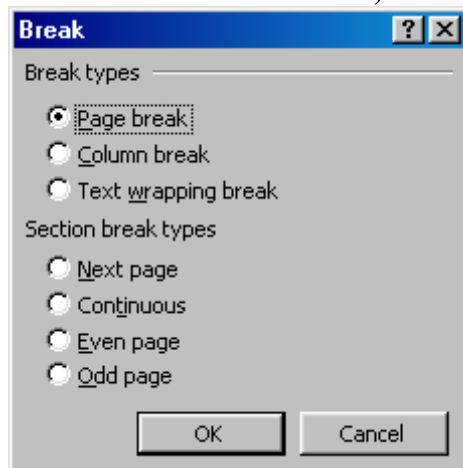 Break
Break types
Page break
Column break
Text wrapping break
Section break types
Next page
Continuous
Even page
Odd page
OK Cancel